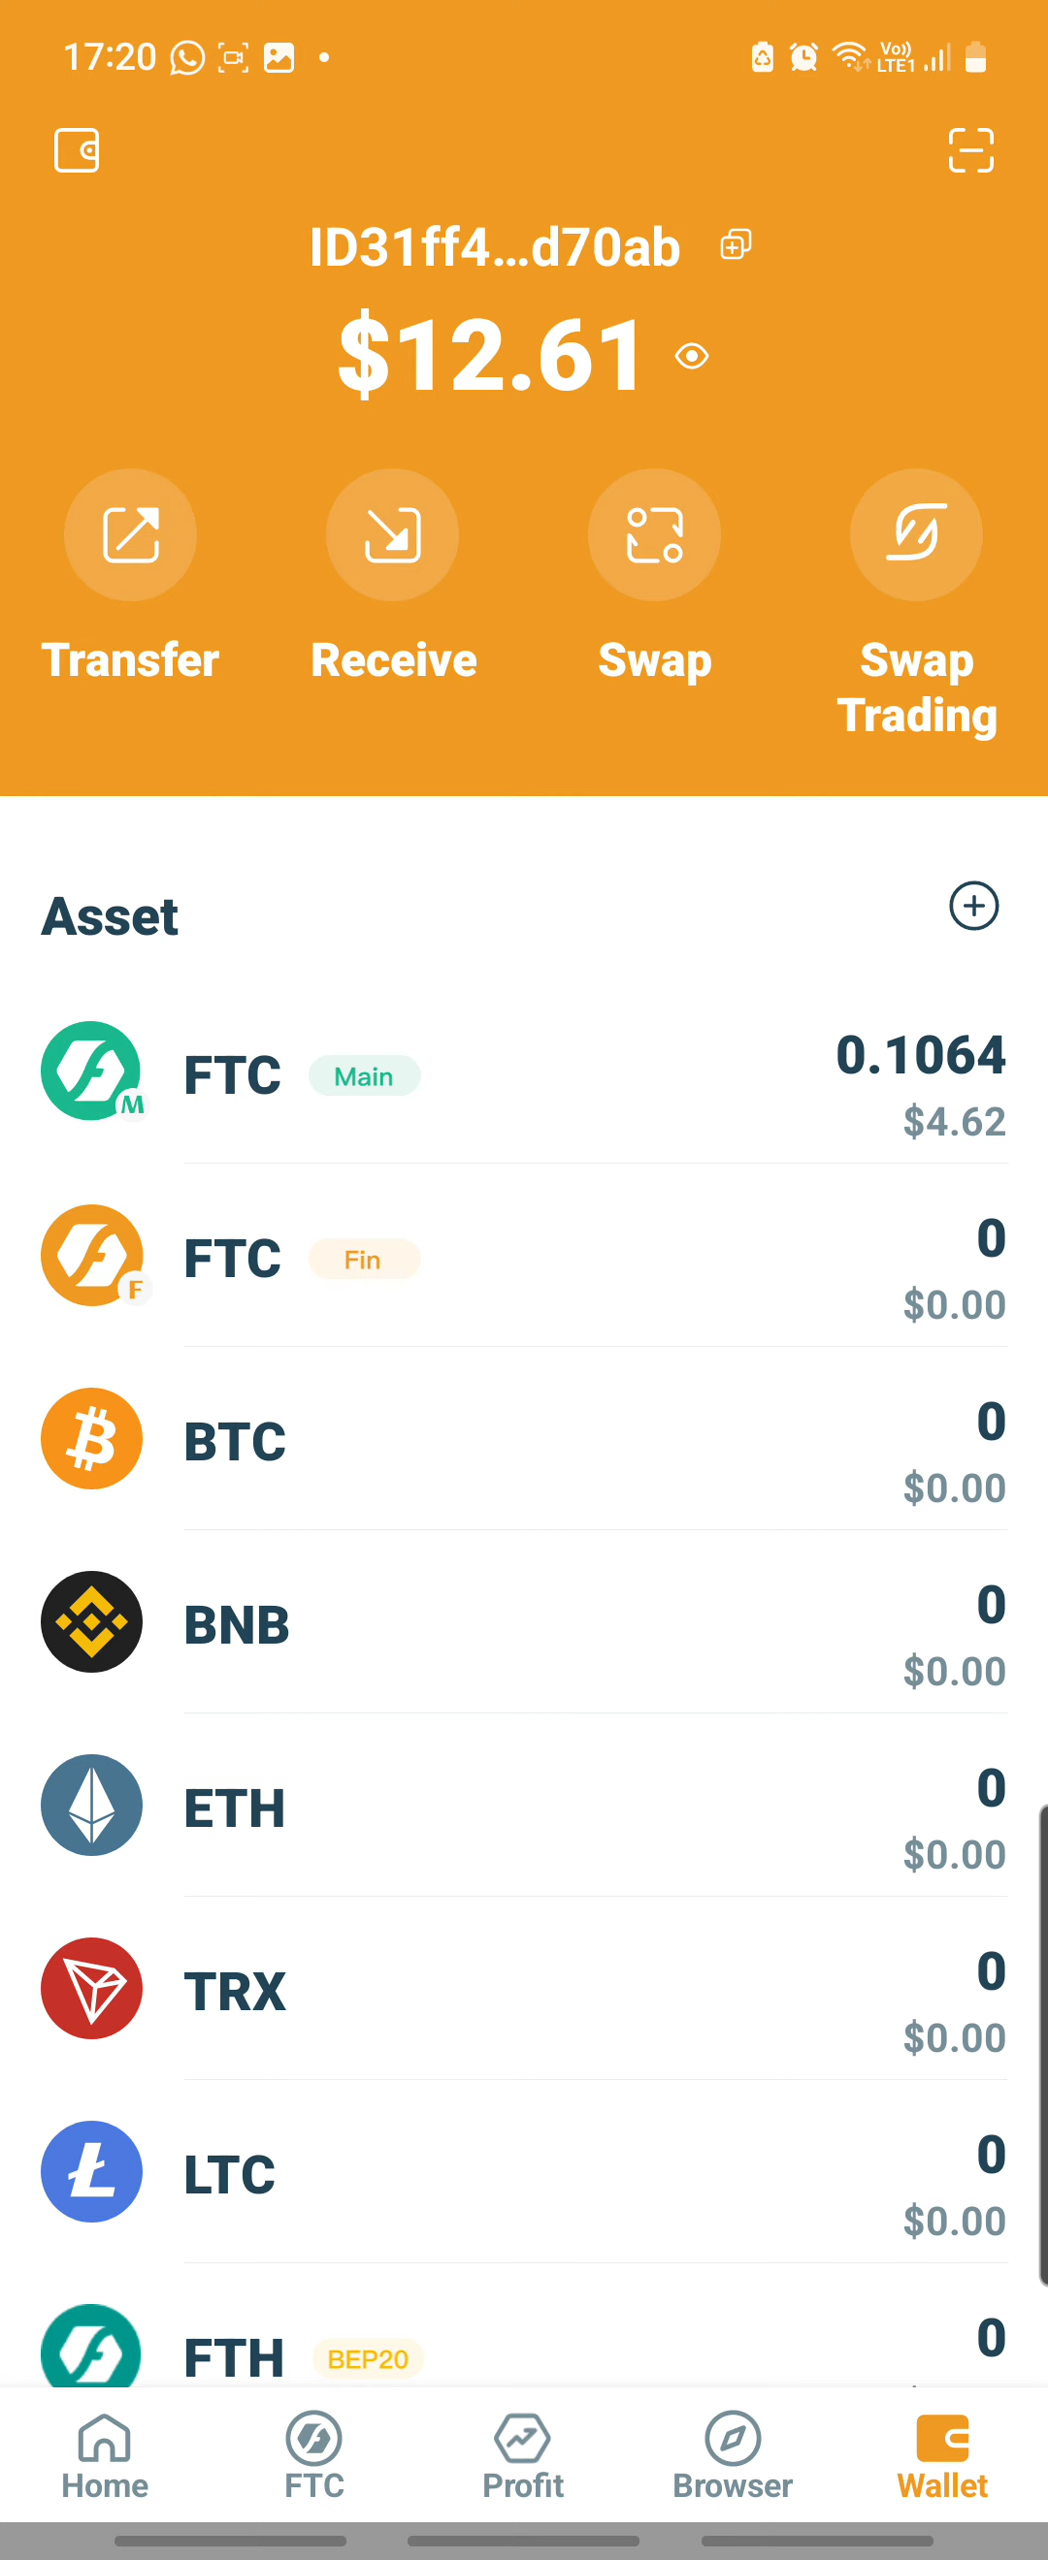 17:20
Vo))
LTE1
ID31ff4...d70ab
$12.61
Transfer
Receive
Swap
Swap
Trading
Asset
M
FTC Main
0.1064
$4.62
F
FTC Fin
0
$0.00
BTC
0
$0.00
BNB
0
$0.00
ETH
0
$0.00
TRX
0
$0.00
LTC
0
$0.00
FTH BEP20
0
Home
FTC
Profit
Browser
Wallet